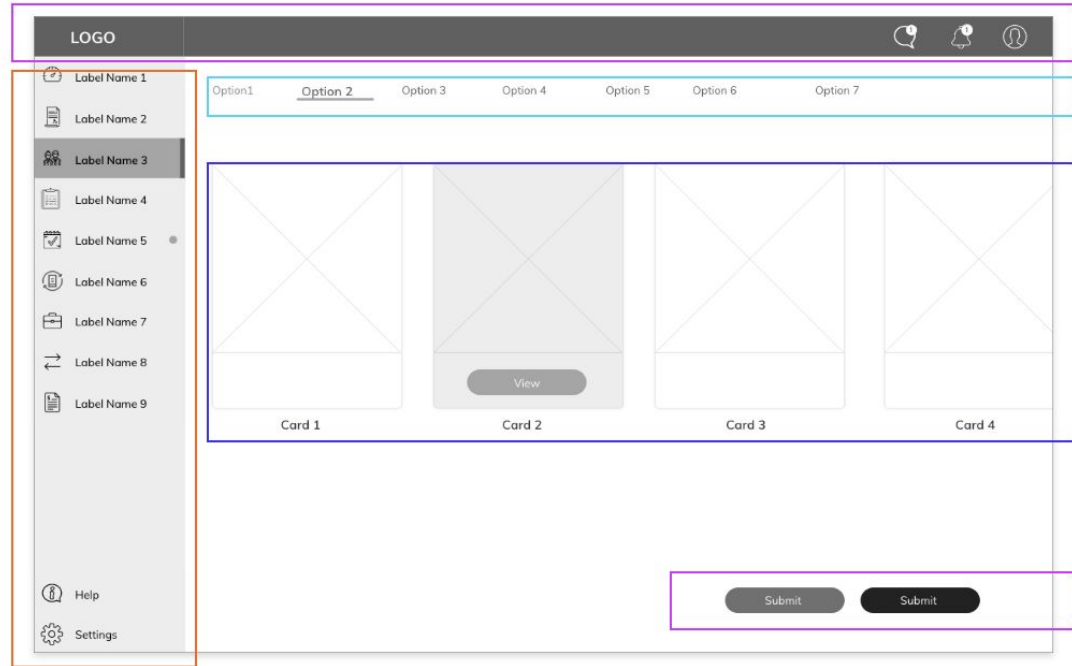 LOGO
1
1
Label Name 1
Label Name 2
Label Name 3
Label Name 4
Label Name 5
Label Name 6
Label Name 7
Label Name 8
Label Name 9
Help
Settings
Option1 Option 2 Option 3 Option 4 Option 5 Option 6 Option 7
View
Card 1 Card 2 Card 3 Card 4
Submit Submit